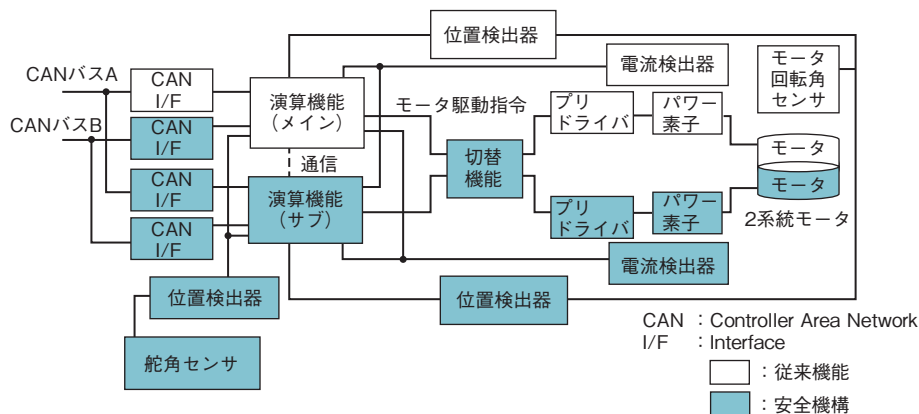 位置検出器
CANバスA
CAN
I/F
電流検出器
モータ
回転角
センサ
演算機能
(メイン)
モータ駆動指令
プリ
ドライバ
パワー
素子
CANバスB
CAN
I/F
通信
切替
機能
モータ
モータ
CAN
I/F
演算機能
(サブ)
プリ
ドライバ
パワー
素子
2系統モータ
CAN
I/F
電流検出器
位置検出器
位置検出器
舵角センサ
CAN : Controller Area Network
I/F : Interface
:従来機能
:安全機構